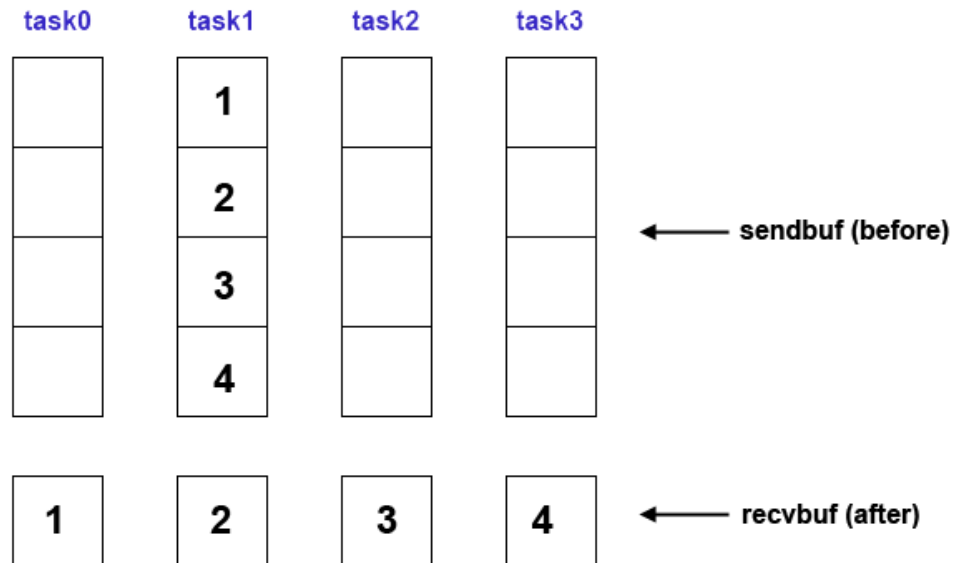 task0 task1 task2 task3
1
2
sendbuf (before)
3
4
1 2 3 4 recvbuf (after)